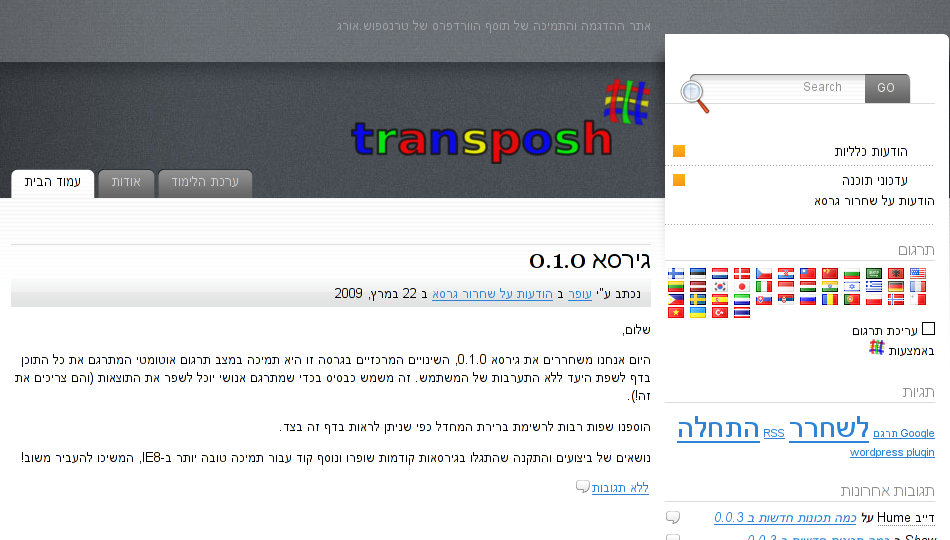 אתר ההדגמה והתמיכה של תוסף הוורדפרס של טרנספוש.אורג
transposh
עמוד הבית
אודות
ערכת הלימוד
גירסא 0.1.0
נכתב ע"י עופר ב הודעות על שחרור גרסא ב 22 במרץ, 2009
שלום,
היום אנחנו משחררים את גירסא 0.1.0, השינויים המרכזיים בגרסה זו היא תמיכה במצב תרגום אוטומטי המתרגם את כל התוכן
בדף לשפת היעד ללא התערבות של המשתמש. זה משמש כבסיס בכדי שמתרגם אנושי יוכל לשפר את התוצאות (והם צריכים את
זה!).
הוספנו שפות רבות לרשימת ברירת המחדל כפי שניתן לראות בדף זה בצד.
נושאים של ביצועים והתקנה שהתגלו בגירסאות קודמות שופרו ונוסף קוד עבור תמיכה טובה יותר ב-IE8, המשיכו להעביר משוב!
ללא תגובות
Search
GO
הודעות כלליות
עדכוני תוכנה
הודעות על שחרור גרסא
תרגום
עריכת תרגום
באמצעות
תגיות
Google תרגם לשחרר RSS התחלה
wordpress plugin
תגובות אחרונות
דייב Hume על כמה תכונות חדשות ב 0.0.3